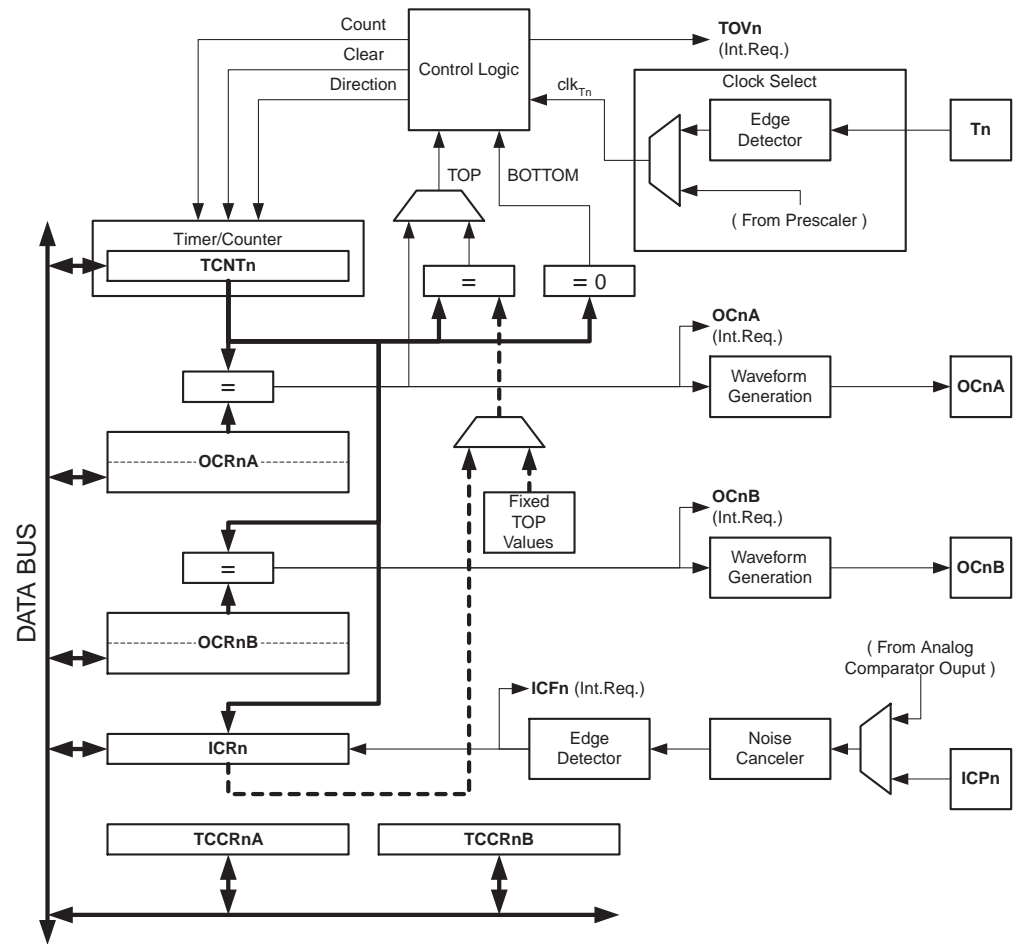 Count
Clear
Direction
Control Logic
TOVn
(Int.Req.)
clkTn
Clock Select
Edge
Detector
Tn
( From Prescaler )
TOP
BOTTOM
Timer/Counter
TCNTn
=
= 0
OCnA
(Int.Req.)
=
Waveform
Generation
OCnA
OCRnA
Fixed
TOP
Values
OCnB
(Int.Req.)
=
Waveform
Generation
OCnB
OCRnB
DATA BUS
( From Analog
Comparator Ouput )
ICFn (Int.Req.)
ICRn
Edge
Detector
Noise
Canceler
ICPn
TCCRnA
TCCRnB